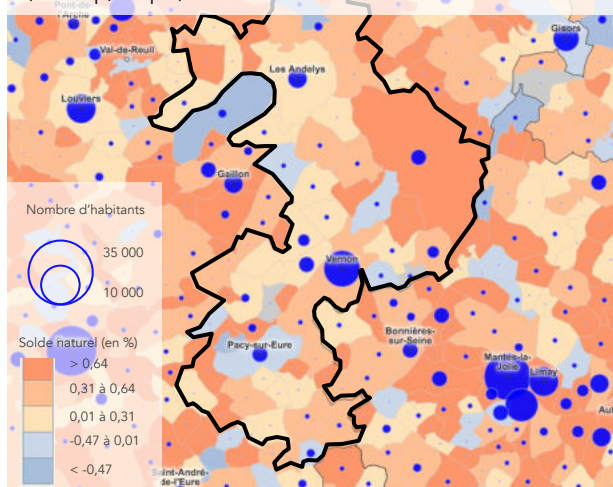 Pont-de
l'Arche
Val-de-Reuil
Gisors
Les Andelys
Louviers
Gaillon
Nombre d'habitants
35 000
10 000
Vernon
Bonnières-
sur-Seine
Pacy-sur-Eure
Mantes-la-
Jolie
Limay
Solde naturel (en %)
> 0,64
0,31 à 0,64
0,01 à 0,31
-0,47 à 0,01
< -0,47
Saint-André-
de-l'Eure